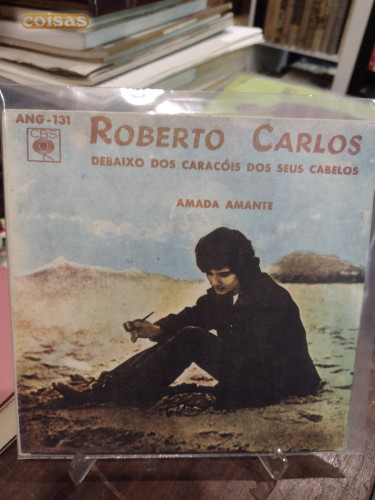 coisas
ANG-131
CBS
ROBERTO CARLOS
DEBAIXO DOS CARACÓIS DOS SEUS CABELOS
AMADA AMANTE